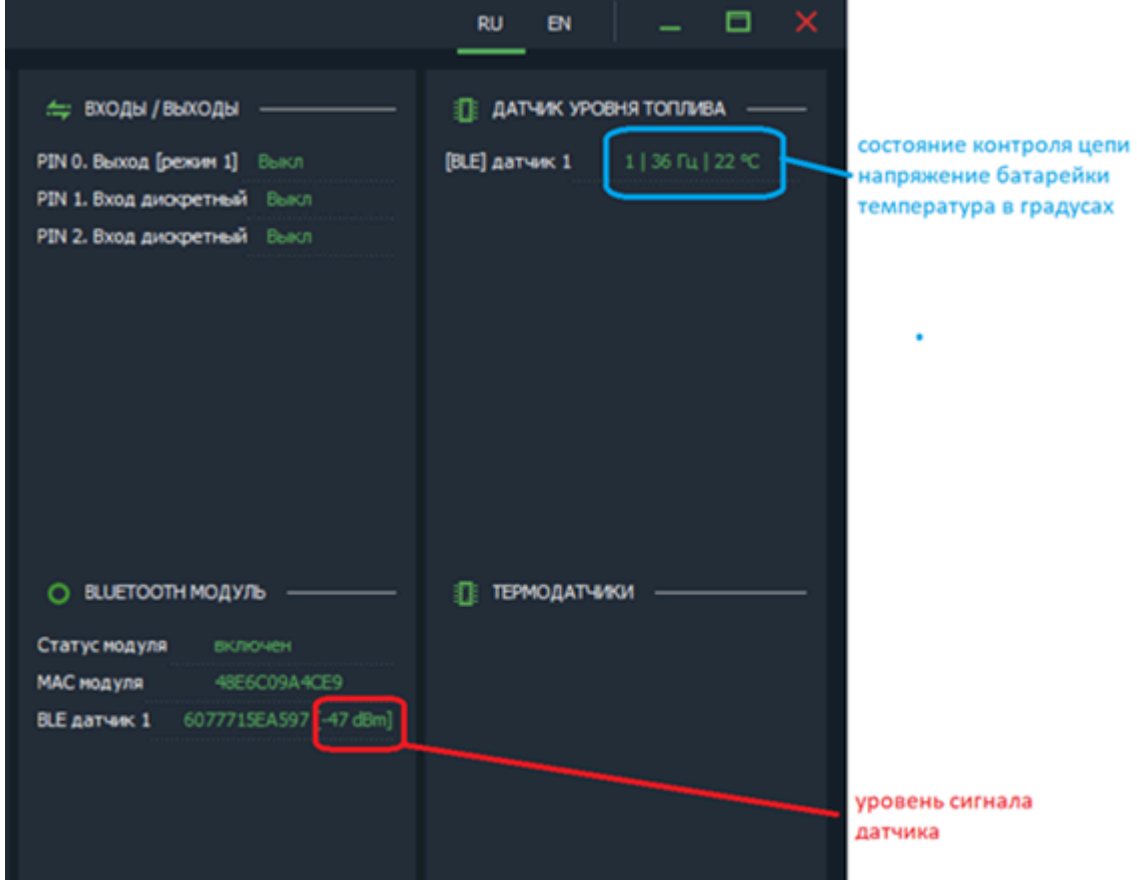 RU EN
ВХОДЫ / ВЫХОДЫ
PIN 0. Выход [режим 1] Выкл
PIN 1. Вход дискретный Выкл
PIN 2. Вход дискретный Выкл
ДАТЧИК УРОВНЯ ТОПЛИВА
[BLE] датчик 1 1 | 36 Гц | 22 °C
состояние контроля цепи
напряжение батарейки
температура в градусах
BLUETOOTH МОДУЛЬ
Статус модуля включен
MAC модуля 48E6C09A4CE9
BLE датчик 1 6077715EA597 [-47 dBm]
ТЕРМОДАТЧИКИ
уровень сигнала
датчика